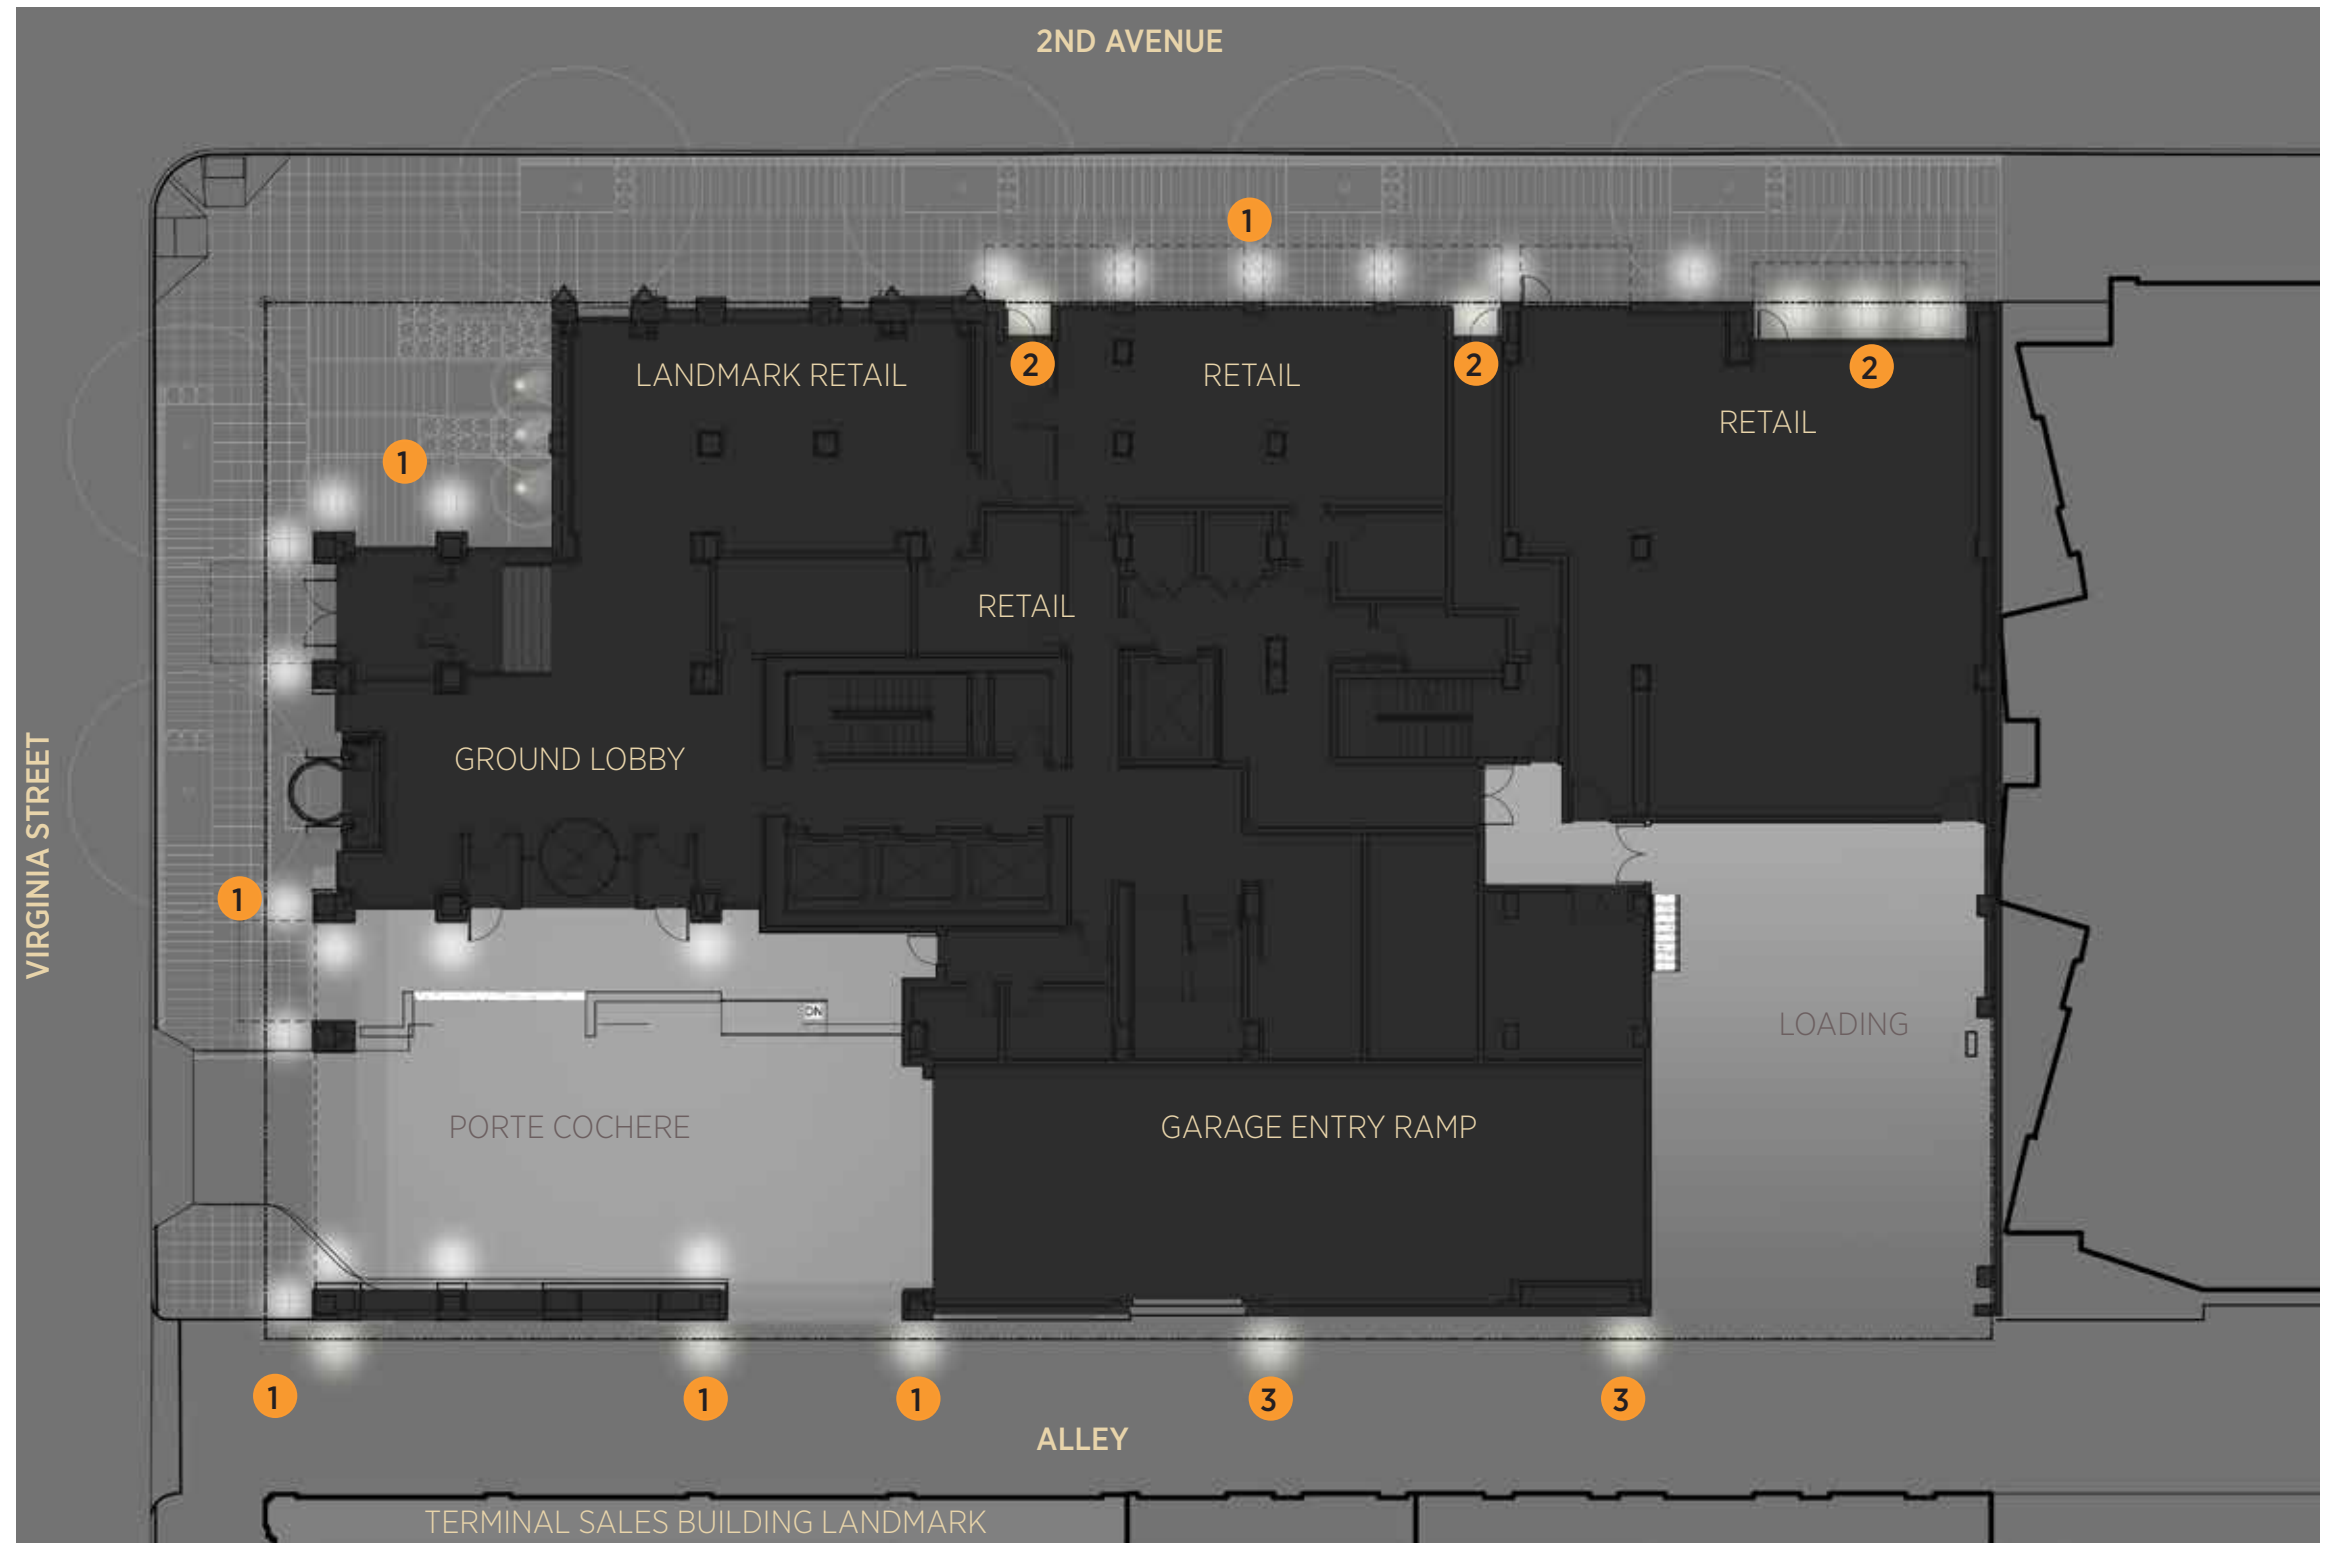 2ND AVENUE
1
2
2
2
LANDMARK RETAIL
RETAIL
RETAIL
1
RETAIL
GROUND LOBBY
VIRGINIA STREET
1
ON
LOADING
PORTE COCHERE
GARAGE ENTRY RAMP
1
1
1
3
3
ALLEY
TERMINAL SALES BUILDING LANDMARK